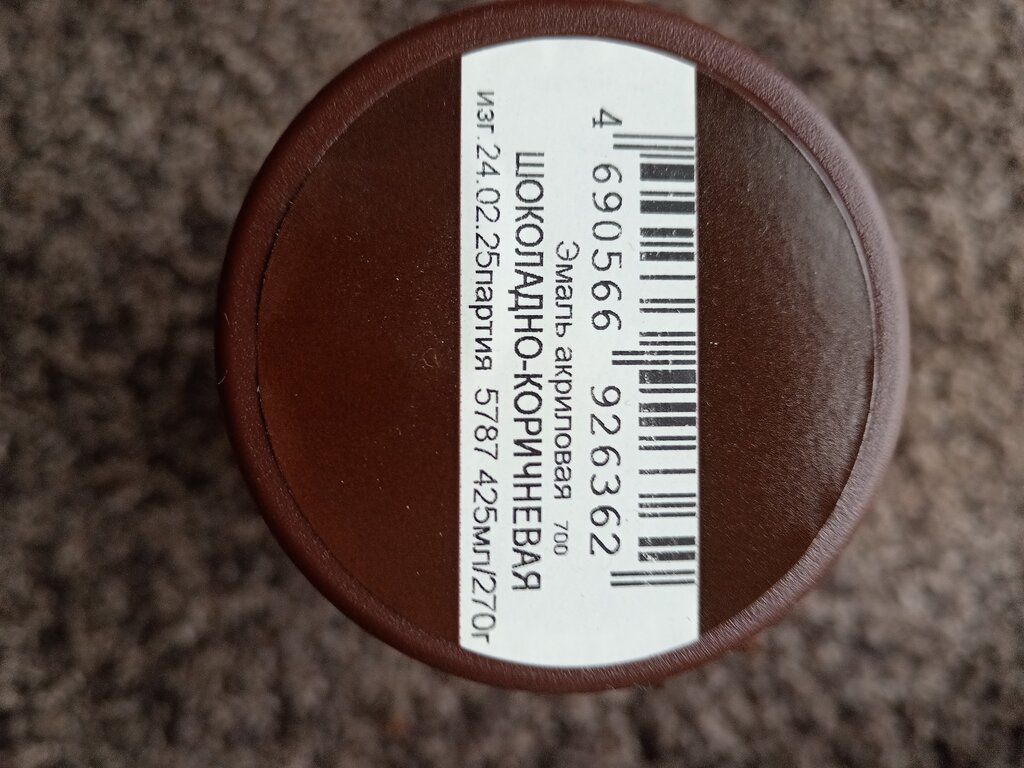 4 690566 926362
Эмаль акриловая 700
ШОКОЛАДНО-КОРИЧНЕВАЯ
изг.24.02.25партия 5787 425мл/270г